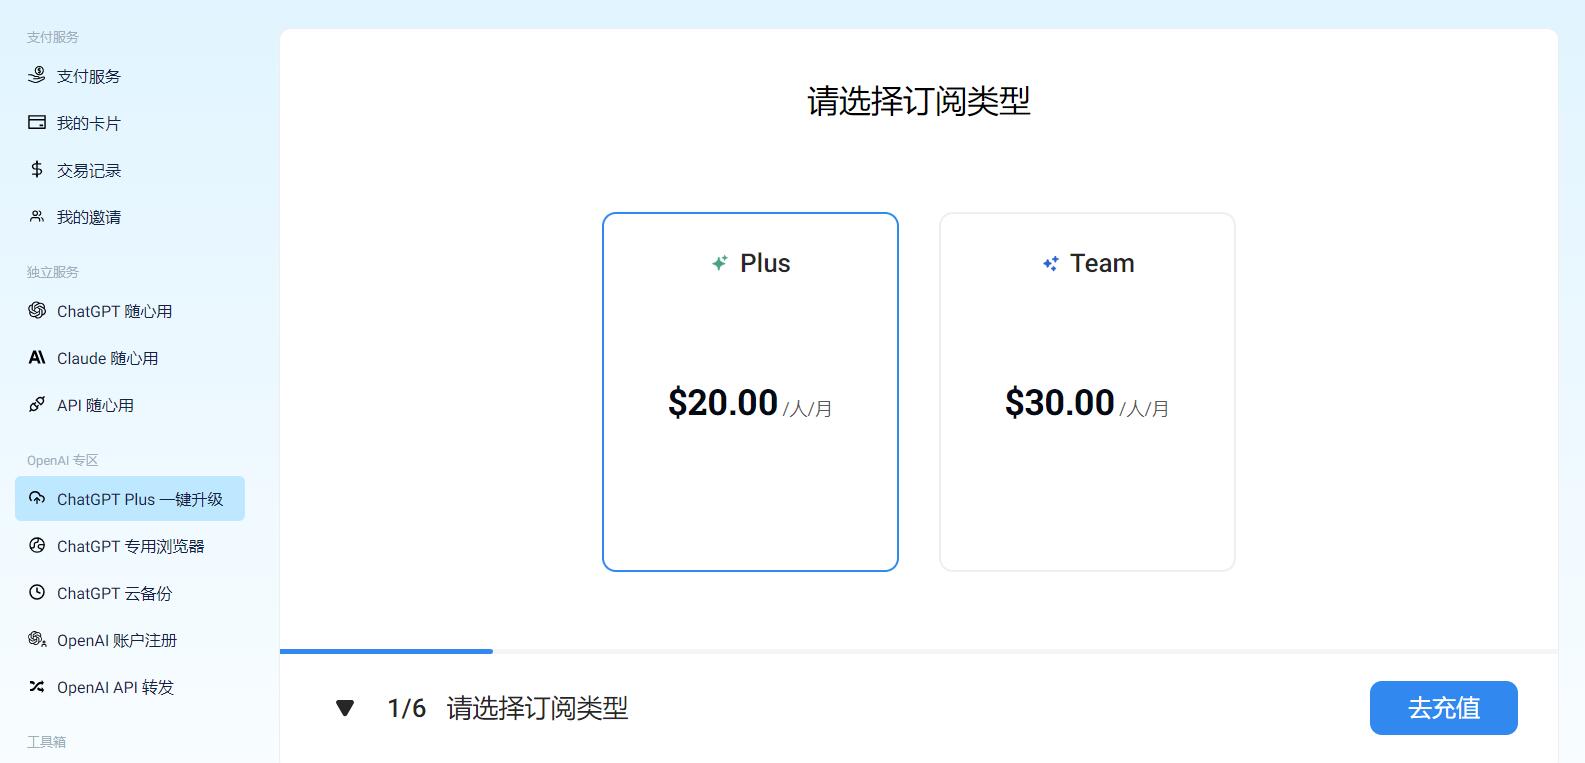 支付服务
支付服务
我的卡片
交易记录
我的邀请
独立服务
ChatGPT 随心用
Claude 随心用
API 随心用
OpenAI 专区
ChatGPT Plus 一键升级
ChatGPT 专用浏览器
ChatGPT 云备份
OpenAI 账户注册
OpenAI API 转发
工具箱
请选择订阅类型
Plus
$20.00 /人/月
Team
$30.00 /人/月
1/6 请选择订阅类型
去充值